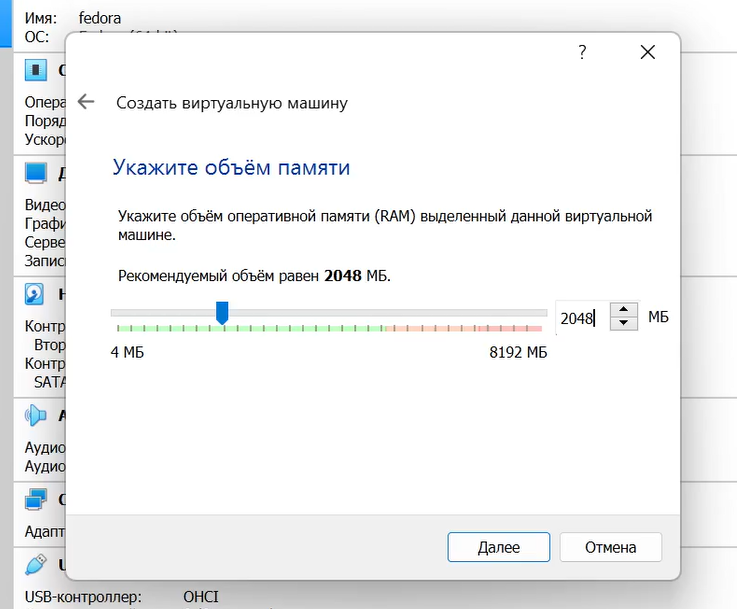 Имя: fedora
ОС:
?
Создать виртуальную машину
Укажите объём памяти
Укажите объём оперативной памяти (RAM) выделенный данной виртуальной
машине.
Рекомендуемый объём равен 2048 МБ.
2048 МБ
4 МБ 8192 МБ
Далее Отмена
Опера
Поряд
Ускор
Видео
Графи
Серве
Запис
Контр
Втор
Контр
SATA
Аудио
Аудио
Адапт
USB-контроллер: OHCI